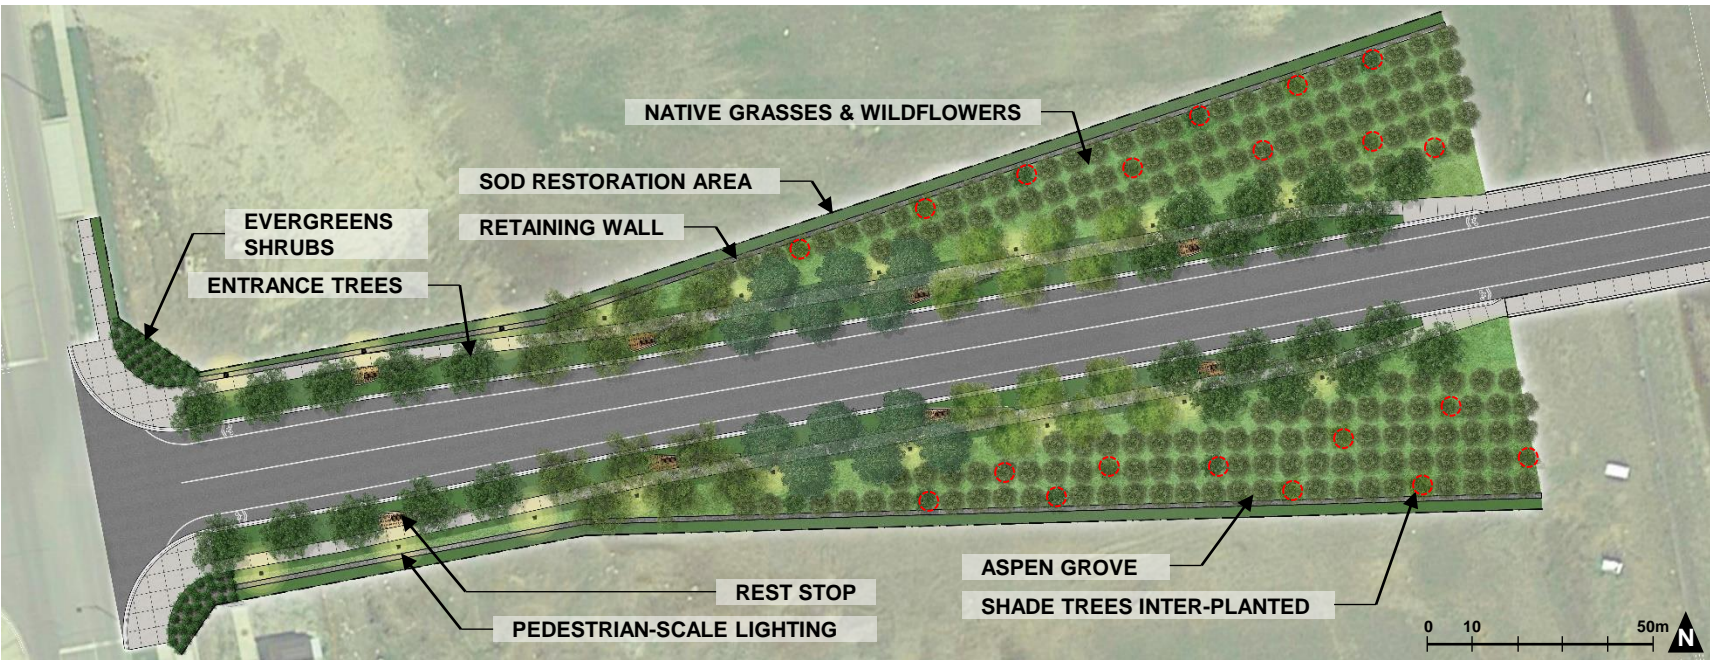 NATIVE GRASSES & WILDFLOWERS
SOD RESTORATION AREA
RETAINING WALL
EVERGREENS
SHRUBS
ENTRANCE TREES
ASPEN GROVE
SHADE TREES INTER-PLANTED
REST STOP
PEDESTRIAN-SCALE LIGHTING
0 10 50m
N